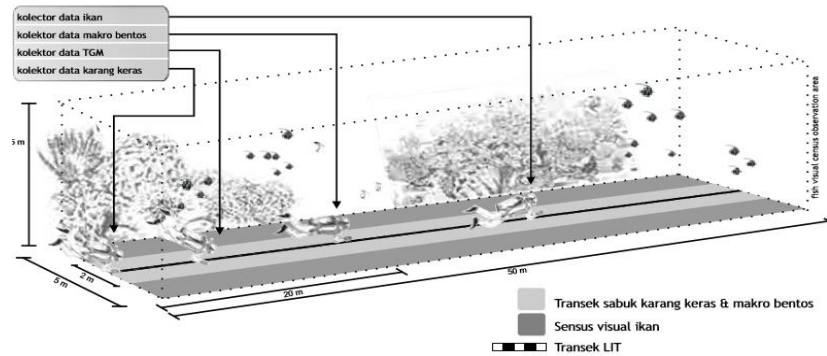 kolector data ikan
kolektor data makro bentos
kolektor data TGM
kolektor data karang keras
5 m
fish visual census observation area
2 m
5 m
20 m
50 m
Transek sabuk karang keras & makro bentos
Sensus visual ikan
Transek LIT